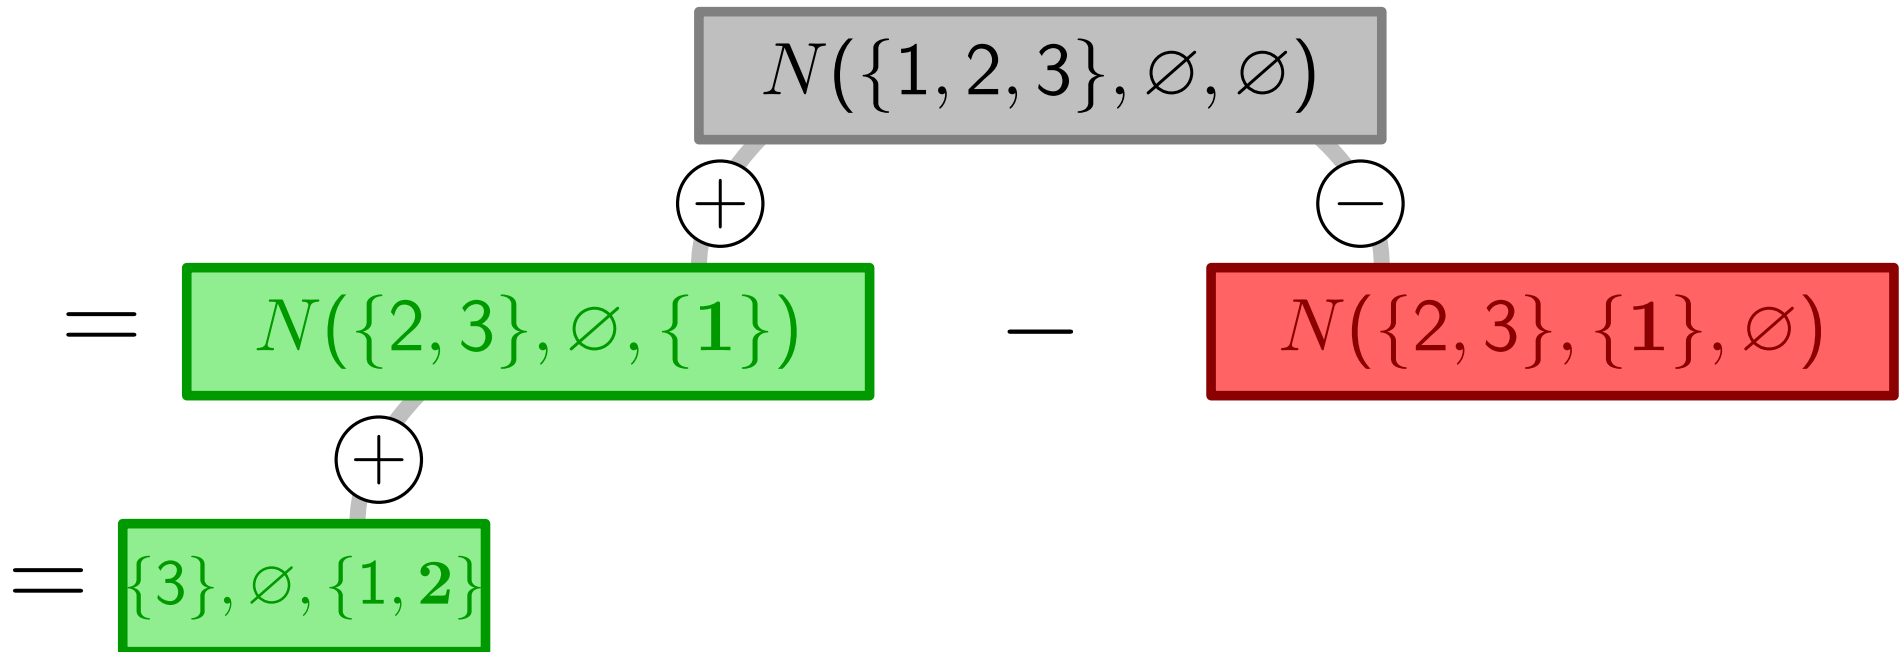 N({1, 2, 3}, ∅, ∅)
+ −
= N({2, 3}, ∅, {1}) − N({2, 3}, {1}, ∅)
+
= {3}, ∅, {1, 2}